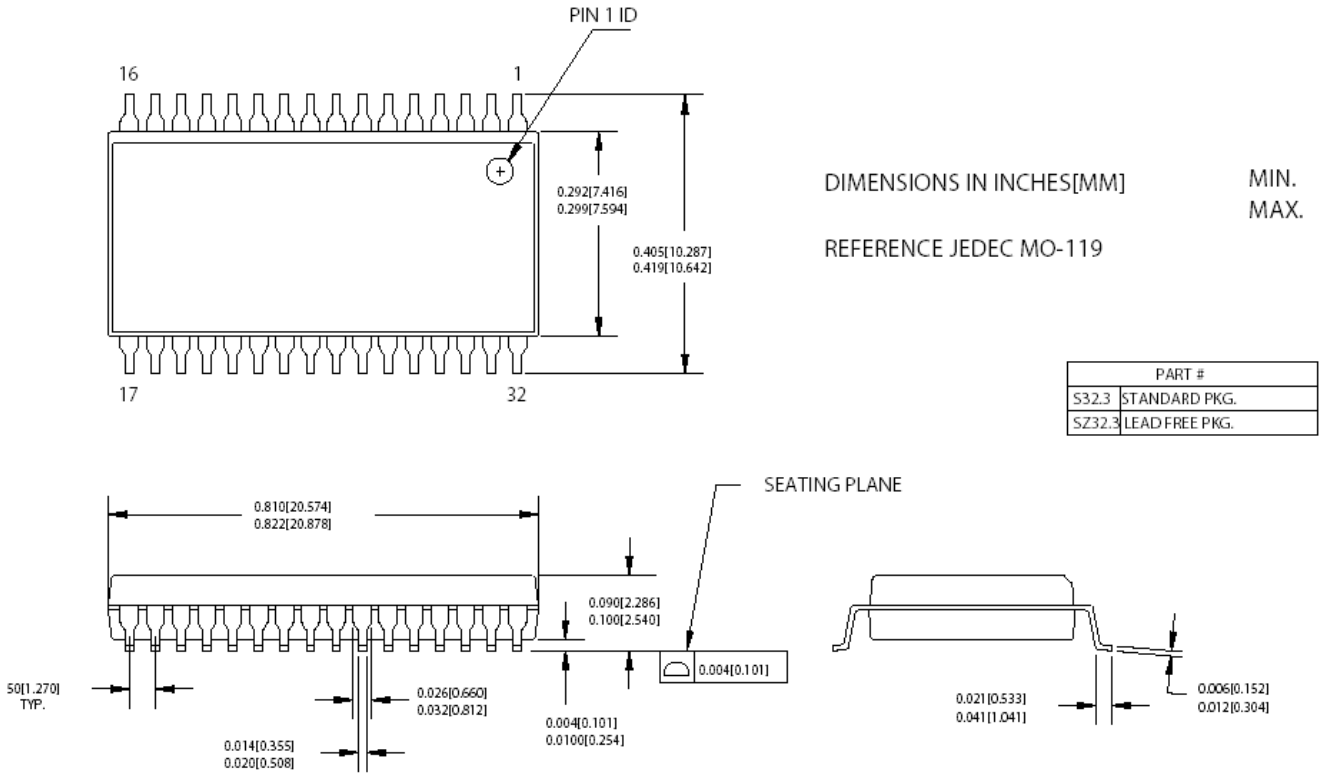 PIN 1 ID
16
1
0.292[7.416]
0.299[7.594]
0.405[10.287]
0.419[10.642]
DIMENSIONS IN INCHES[MM]
MIN.
MAX.
REFERENCE JEDEC MO-119
17
32
PART #
S32.3 STANDARD PKG.
SZ32.3 LEAD FREE PKG.
SEATING PLANE
0.810[20.574]
0.822[20.878]
0.090[2.286]
0.100[2.540]
0.004[0.101]
50[1.270]
TYP.
0.026[0.660]
0.032[0.812]
0.014[0.355]
0.020[0.508]
0.004[0.101]
0.0100[0.254]
0.021[0.533]
0.041[1.041]
0.006[0.152]
0.012[0.304]